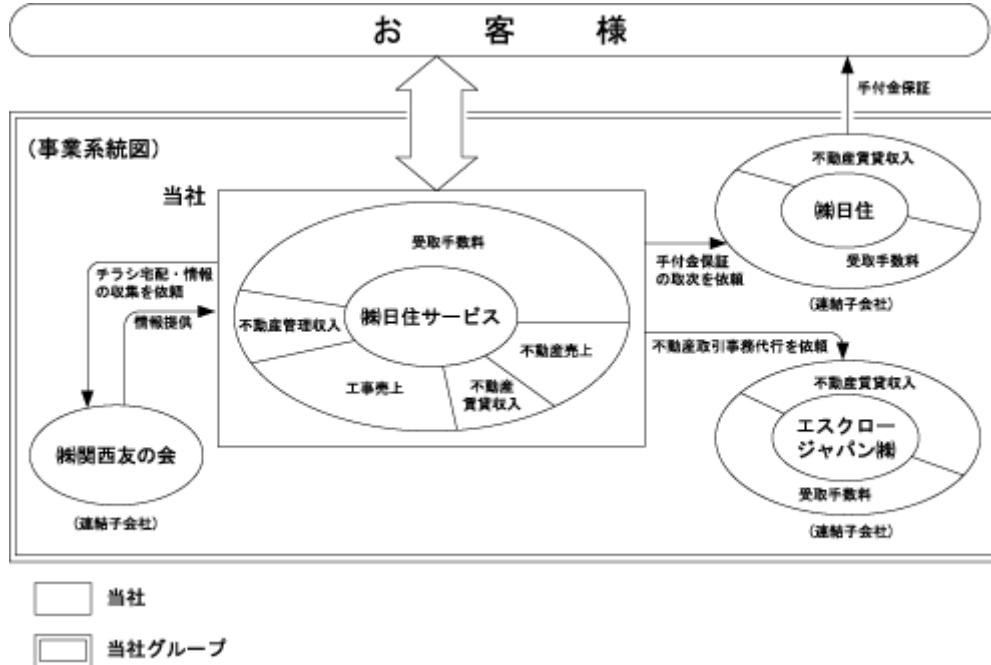 お 客 様
手付金保証
(事業系統図)
当社
受取手数料
㈱日住サービス
不動産管理収入
不動産売上
工事売上
不動産
賃貸収入
チラシ宅配・情報
の収集を依頼
情報提供
㈱関西友の会
(連結子会社)
手付金保証
の取次を依頼
不動産賃貸収入
㈱日住
受取手数料
(連結子会社)
不動産取引事務代行を依頼
不動産賃貸収入
エスクロー
ジャパン㈱
受取手数料
(連結子会社)
当社
当社グループ